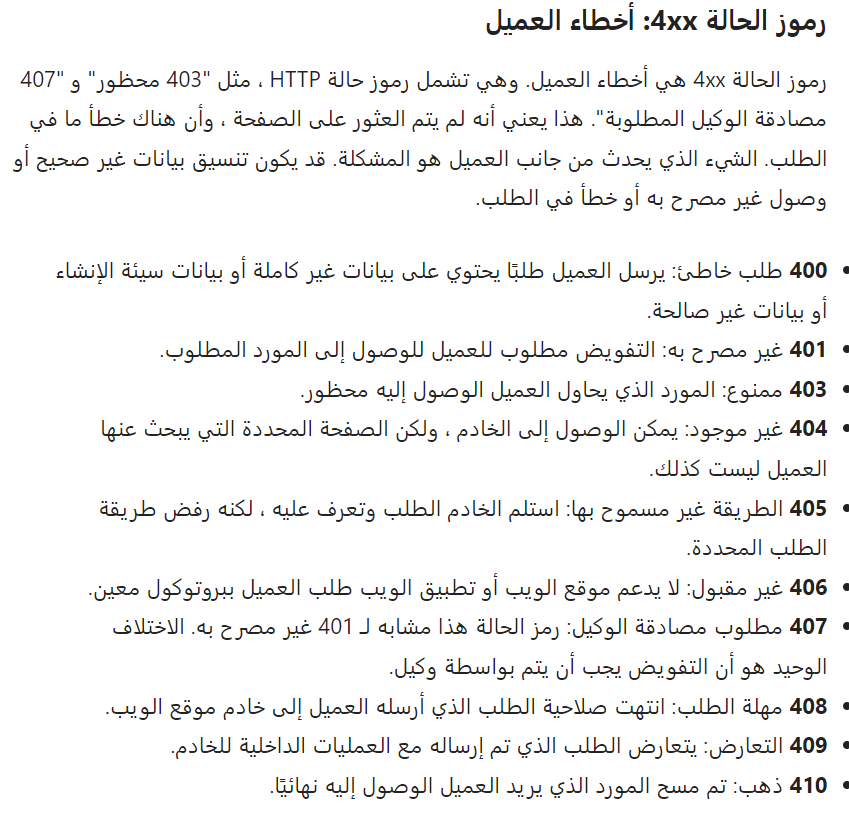 رموز الحالة 4xx: أخطاء العميل
رموز الحالة 4xx هي أخطاء العميل. وهي تشمل رموز حالة HTTP ، مثل "403 محظور" و "407
مصادقة الوكيل المطلوبة". هذا يعني أنه لم يتم العثور على الصفحة ، وأن هناك خطأ ما في
الطلب. الشيء الذي يحدث من جانب العميل هو المشكلة. قد يكون تنسيق بيانات غير صحيح أو
وصول غير مصرح به أو خطأ في الطلب.
• 400 طلب خاطئ: يرسل العميل طلبًا يحتوي على بيانات غير كاملة أو بيانات سيئة الإنشاء
أو بيانات غير صالحة.
• 401 غير مصرح به: التفويض مطلوب للعميل للوصول إلى المورد المطلوب.
• 403 ممنوع: المورد الذي يحاول العميل الوصول إليه محظور.
• 404 غير موجود: يمكن الوصول إلى الخادم ، ولكن الصفحة المحددة التي يبحث عنها
العميل ليست كذلك.
• 405 الطريقة غير مسموح بها: استلم الخادم الطلب وتعرف عليه ، لكنه رفض طريقة
الطلب المحددة.
• 406 غير مقبول: لا يدعم موقع الويب أو تطبيق الويب طلب العميل ببروتوكول معين.
• 407 مطلوب مصادقة الوكيل: رمز الحالة هذا مشابه لـ 401 غير مصرح به. الاختلاف
الوحيد هو أن التفويض يجب أن يتم بواسطة وكيل.
• 408 مهلة الطلب: انتهت صلاحية الطلب الذي أرسله العميل إلى خادم موقع الويب.
• 409 التعارض: يتعارض الطلب الذي تم إرساله مع العمليات الداخلية للخادم.
• 410 ذهب: تم مسح المورد الذي يريد العميل الوصول إليه نهائيًا.